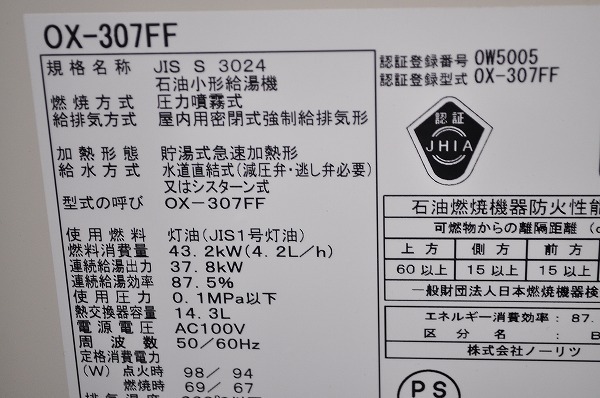 OX-307FF
規格名称 JIS S 3024
石油小形給湯機
燃焼方式 圧力噴霧式
給排気方式 屋内用密閉式強制給排気形
加熱形態 貯湯式急速加熱形
給水方式 水道直結式(減圧弁・逃し弁必要)
又はシスターン式
型式の呼び OX-307FF
使用燃料 灯油(JIS1号灯油)
燃料消費量 43.2kW(4.2L/h)
連続給湯出力 37.8kW
連続給湯効率 87.5%
使用圧力 0.1MPa以下
熱交換器容量 14.3L
電源電圧 AC100V
周波数 50/60Hz
定格消費電力
(W) 点火時 98/ 94
燃焼時 69/ 67
認証登録番号 OW5005
認証登録型式 OX-307FF
認証
JHIA
石油燃焼機器防火性能
可燃物からの離隔距離
上方 側方 前方
60以上 15以上 15以上
一般財団法人日本燃焼機器検
エネルギー消費効率: 87.
区分名: B
株式会社ノーリツ
PS